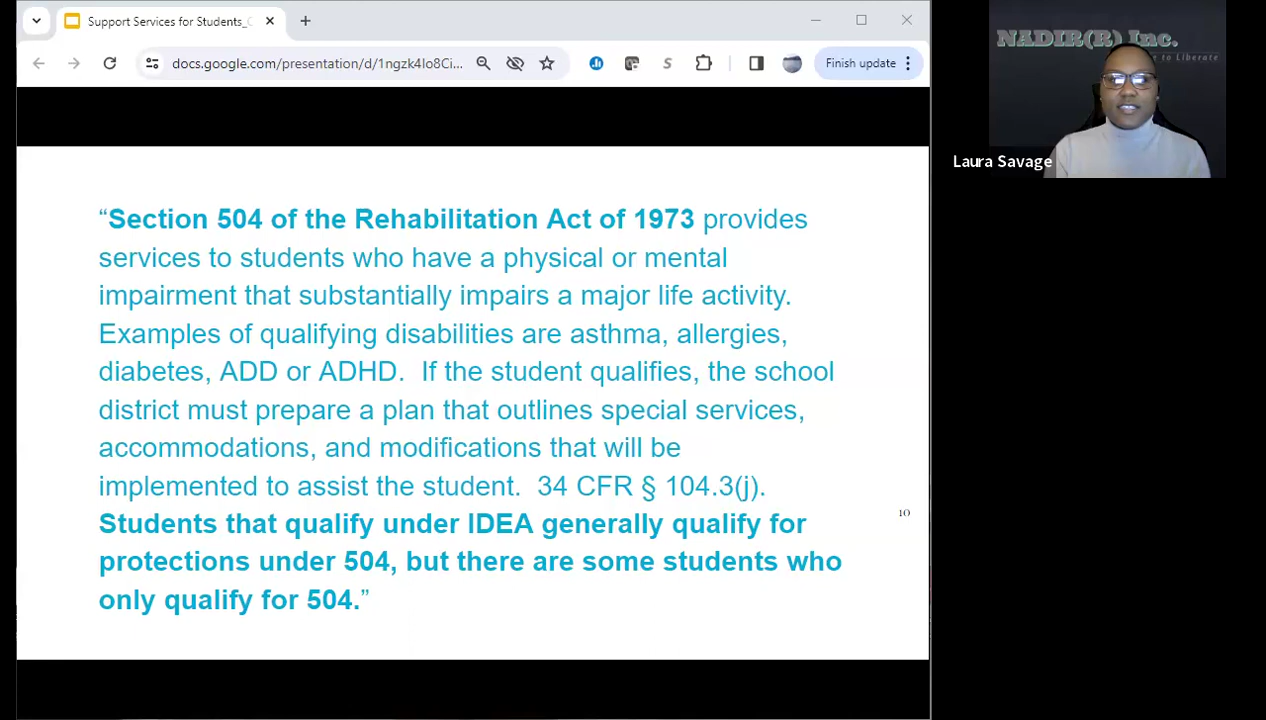 Support Services for Students_
docs.google.com/presentation/d/1ngzk4lo8Ci...
Finish update
NADIR(R) Inc.
to Liberate
Laura Savage
“Section 504 of the Rehabilitation Act of 1973 provides
services to students who have a physical or mental
impairment that substantially impairs a major life activity.
Examples of qualifying disabilities are asthma, allergies,
diabetes, ADD or ADHD.  If the student qualifies, the school
district must prepare a plan that outlines special services,
accommodations, and modifications that will be
implemented to assist the student.  34 CFR § 104.3(j).
Students that qualify under IDEA generally qualify for
protections under 504, but there are some students who
only qualify for 504.”
10